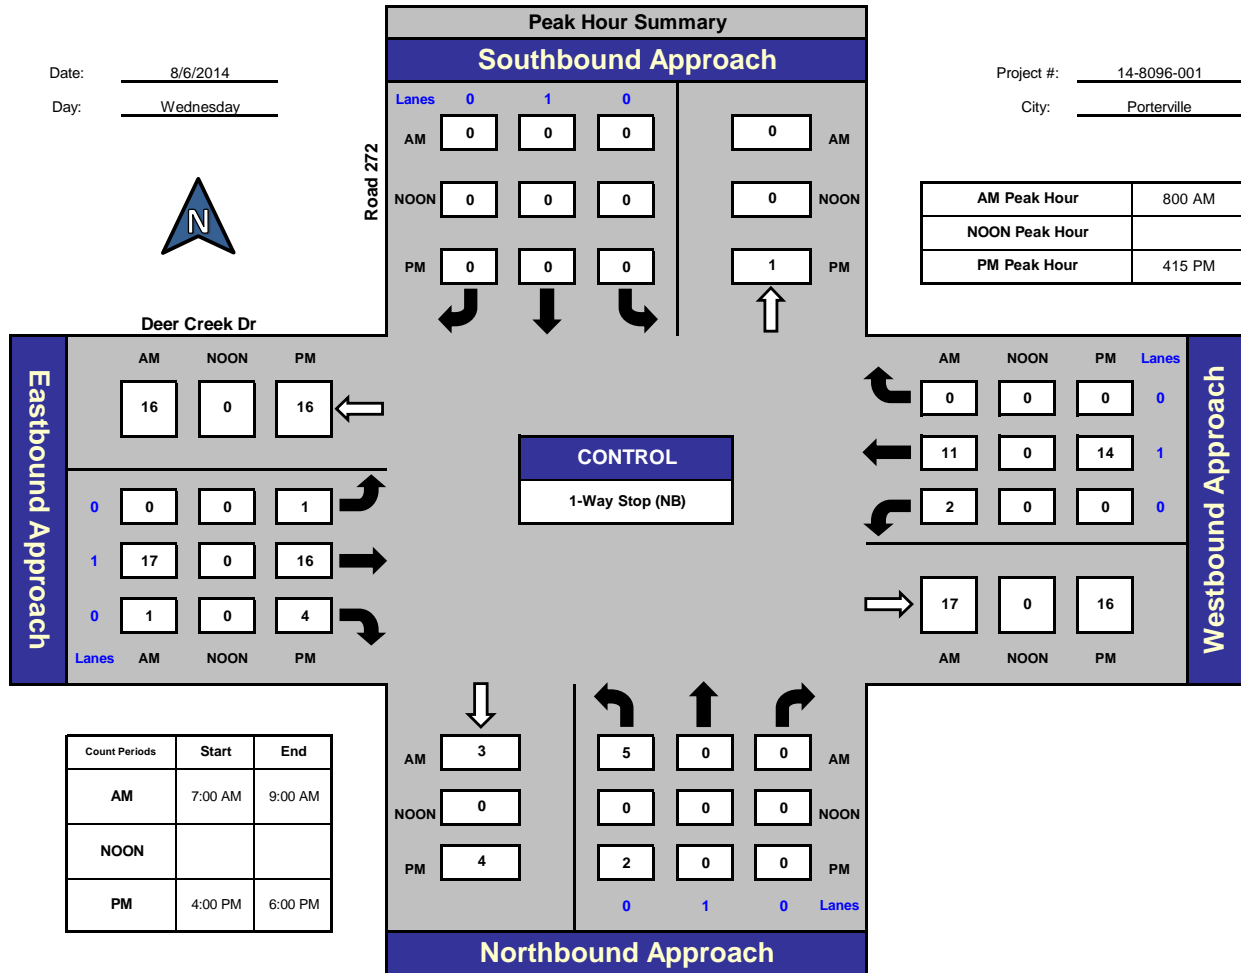 Peak Hour Summary
Southbound Approach
Date: 8/6/2014
Day: Wednesday
Project #: 14-8096-001
City: Porterville
N
Road 272
Lanes 0 1 0
AM 0 0 0 0 AM
NOON 0 0 0 0 NOON
PM 0 0 0 1 PM
AM Peak Hour 800 AM
NOON Peak Hour
PM Peak Hour 415 PM
Deer Creek Dr
Eastbound Approach
AM NOON PM
16 0 16
0 0 0 1
1 17 0 16
0 1 0 4
Lanes AM NOON PM
CONTROL
1-Way Stop (NB)
AM NOON PM Lanes
0 0 0 0
11 0 14 1
2 0 0 0
17 0 16
AM NOON PM
Westbound Approach
Count Periods Start End
AM 7:00 AM 9:00 AM
NOON
PM 4:00 PM 6:00 PM
AM 3 5 0 0 AM
NOON 0 0 0 0 NOON
PM 4 2 0 0 PM
0 1 0 Lanes
Northbound Approach